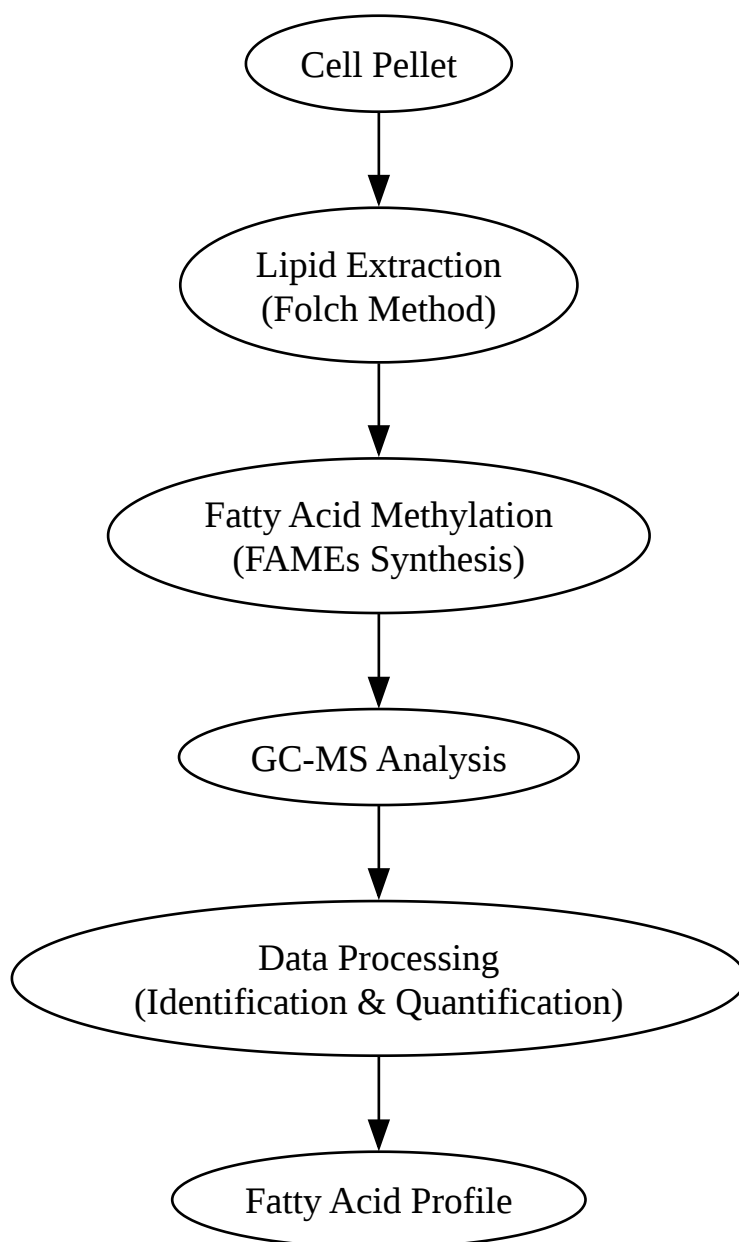 Cell Pellet
Lipid Extraction
(Folch Method)
Fatty Acid Methylation
(FAMEs Synthesis)
GC-MS Analysis
Data Processing
(Identification & Quantification)
Fatty Acid Profile